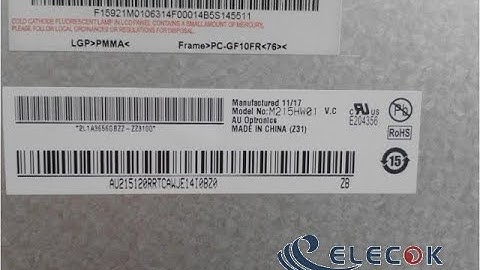 F15921M0106314F00014B5S145511
COLD CATHODE FLUORESCENT LAMP IN LCD PANEL CONTAINS A SMALL AMOUNT OF MERCURY,
PLEASE FOLLOW LOCAL ORDINANCES OR REGULATIONS FOR DISPOSAL.
LGP>PMMA< Frame>PC-GF10FR<76><
Manufactured 11/17
Model No:M215HW01 V.C
AU Optronics
MADE IN CHINA (Z31)
E204356
Pb
RoHS
15
AU215120RRTCAWJE14I0BZ0 ZB
ELECOK